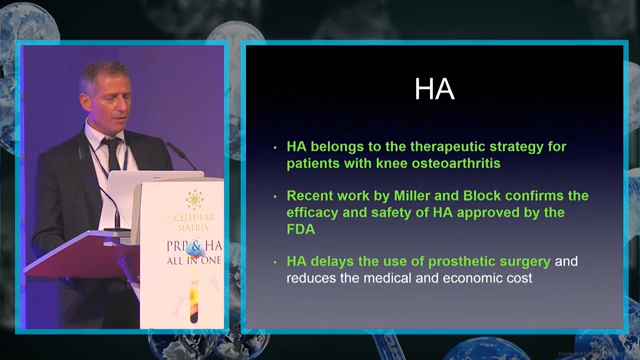 HA
• HA belongs to the therapeutic strategy for
patients with knee osteoarthritis
• Recent work by Miller and Block confirms the
efficacy and safety of HA approved by the
FDA
• HA delays the use of prosthetic surgery and
reduces the medical and economic cost
CELLULAR
MATRIX
PRP & HA
ALL IN ONE